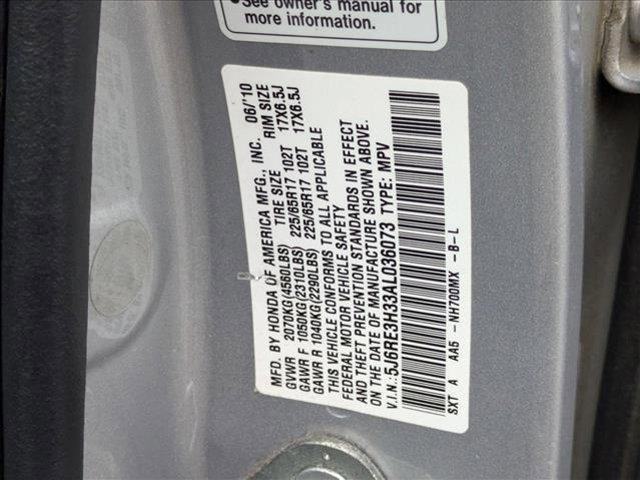 •See owner's manual for
more information.
MFD. BY HONDA OF AMERICA MFG., INC. 06/'10
GVWR 2070KG(4560LBS) TIRE SIZE RIM SIZE
GAWR F 1050KG(2310LBS) 225/65R17 102T 17X6.5J
GAWR R 1040KG(2290LBS) 225/65R17 102T 17X6.5J
THIS VEHICLE CONFORMS TO ALL APPLICABLE
FEDERAL MOTOR VEHICLE SAFETY
AND THEFT PREVENTION STANDARDS IN EFFECT
ON THE DATE OF MANUFACTURE SHOWN ABOVE.
V.I.N.:5J6RE3H33AL036073 TYPE: MPV
SXT A AA5 -NH700MX -B-L